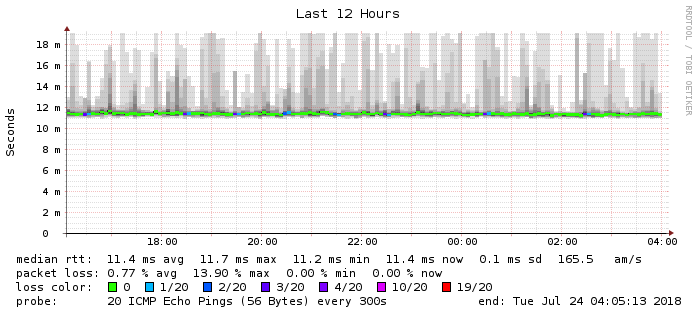 Last 12 Hours
RRDTOOL / TOBI OETIKER
Seconds
18 m
16 m
14 m
12 m
10 m
8 m
6 m
4 m
2 m
0
18:00 20:00 22:00 00:00 02:00 04:00
median rtt: 11.4 ms avg 11.7 ms max 11.2 ms min 11.4 ms now 0.1 ms sd 165.5 am/s
packet loss: 0.77 % avg 13.90 % max 0.00 % min 0.00 % now
loss color: 0 1/20 2/20 3/20 4/20 10/20 19/20
probe: 20 ICMP Echo Pings (56 Bytes) every 300s end: Tue Jul 24 04:05:13 2018